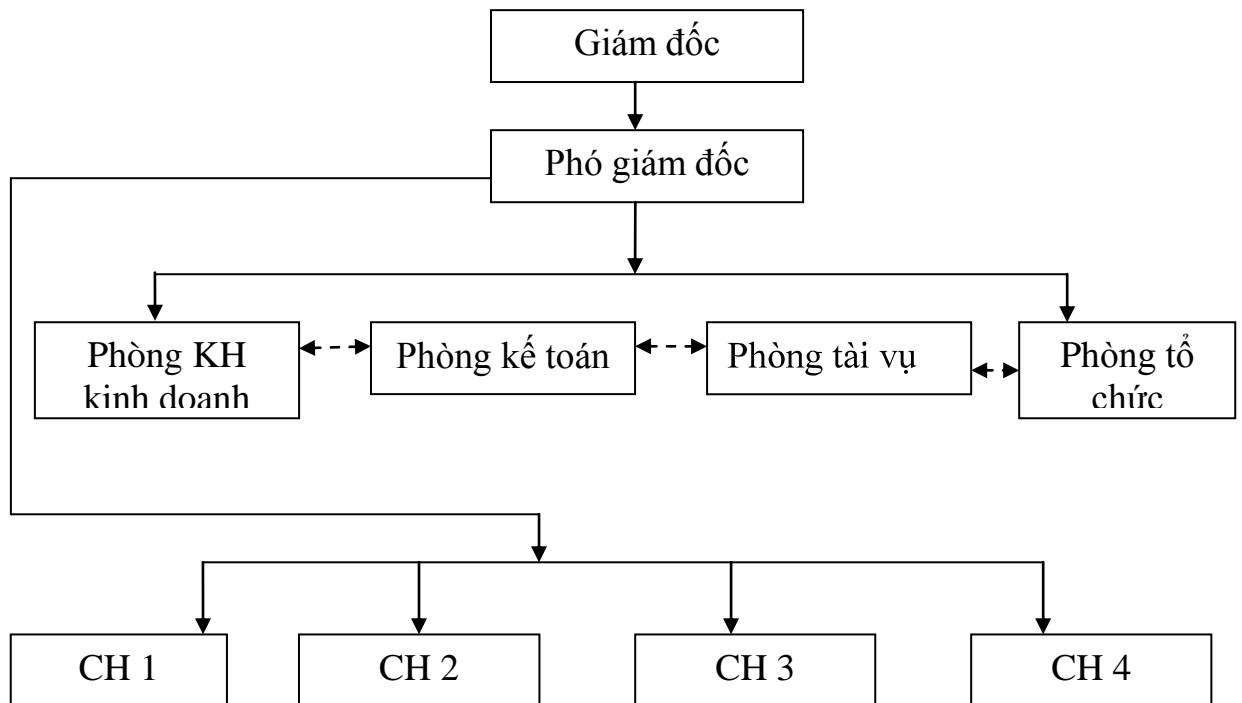 Giám đốc
Phó giám đốc
Phòng KH
kinh doanh
Phòng kế toán
Phòng tài vụ
Phòng tổ
chức
CH 1
CH 2
CH 3
CH 4